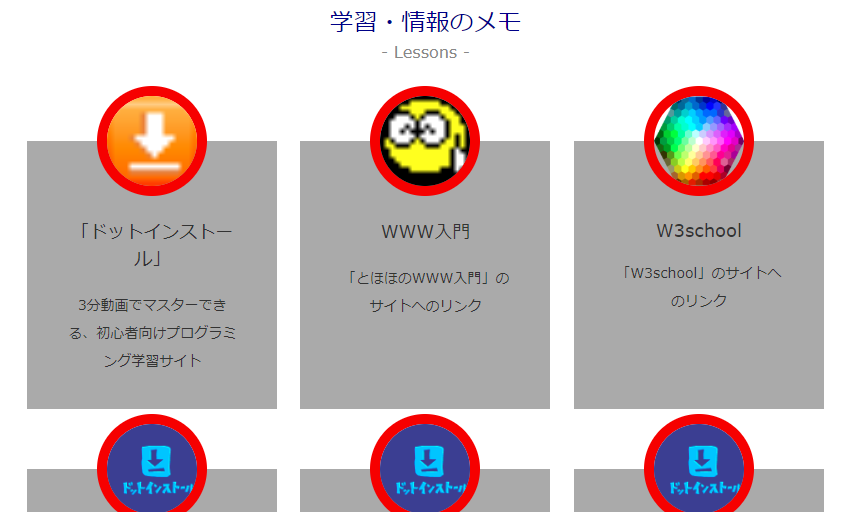 学習・情報のメモ
- Lessons -
「ドットインストー
ル」
3分動画でマスターでき
る、初心者向けプログラミ
ング学習サイト
WWW入門
「とほほのWWW入門」の
サイトへのリンク
W3school
「W3school」のサイトへ
のリンク
ドットインストール
ドットインストール
ドットインストール